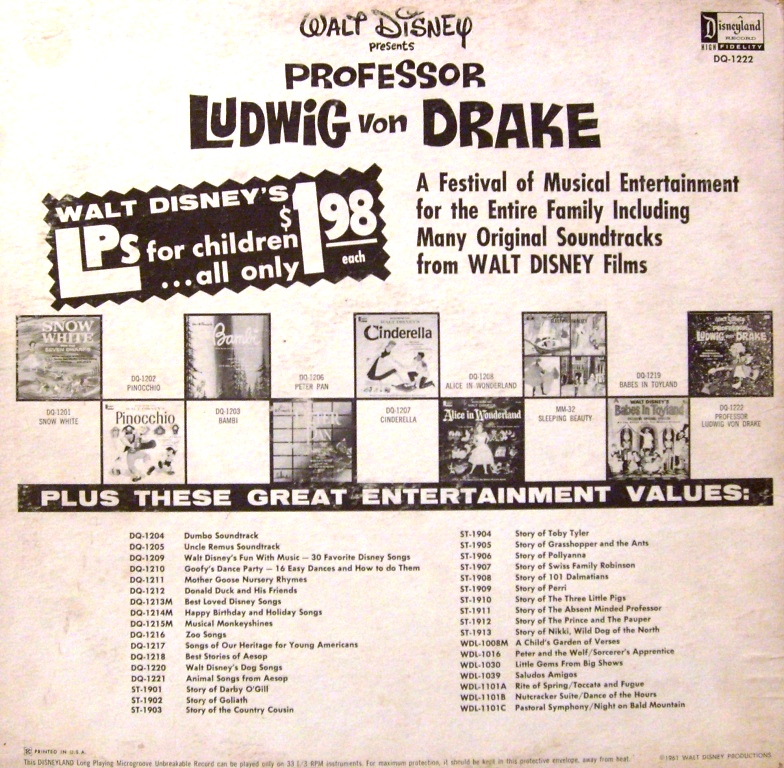 WALT DISNEY
presents
PROFESSOR
LUDWIG von DRAKE
Disneyland
RECORD
HIGH FIDELITY
DQ-1222
WALT DISNEY'S
LPs for children
...all only
$1.98
each
A Festival of Musical Entertainment
for the Entire Family Including
Many Original Soundtracks
from WALT DISNEY Films
SNOW
WHITE
SEVEN DWARFS
Bambi
Cinderella
PROFESSOR
LUDWIG von DRAKE
DQ-1202
PINOCCHIO
DQ-1206
PETER PAN
DQ-1208
ALICE IN WONDERLAND
DQ-1219
BABES IN TOYLAND
DQ-1201
SNOW WHITE
Pinocchio
DQ-1203
BAMBI
DQ-1207
CINDERELLA
Alice in Wonderland
MM-32
SLEEPING BEAUTY
WALT DISNEY'S
Babes in Toyland
DQ-1222
PROFESSOR
LUDWIG VON DRAKE
PLUS THESE GREAT ENTERTAINMENT VALUES:
DQ-1204 Dumbo Soundtrack
DQ-1205 Uncle Remus Soundtrack
DQ-1209 Walt Disney's Fun With Music — 30 Favorite Disney Songs
DQ-1210 Goofy's Dance Party — 16 Easy Dances and How to do Them
DQ-1211 Mother Goose Nursery Rhymes
DQ-1212 Donald Duck and His Friends
DQ-1213M Best Loved Disney Songs
DQ-1214M Happy Birthday and Holiday Songs
DQ-1215M Musical Monkeyshines
DQ-1216 Zoo Songs
DQ-1217 Songs of Our Heritage for Young Americans
DQ-1218 Best Stories of Aesop
DQ-1220 Walt Disney's Dog Songs
DQ-1221 Animal Songs from Aesop
ST-1901 Story of Darby O'Gill
ST-1902 Story of Goliath
ST-1903 Story of the Country Cousin
ST-1904 Story of Toby Tyler
ST-1905 Story of Grasshopper and the Ants
ST-1906 Story of Pollyanna
ST-1907 Story of Swiss Family Robinson
ST-1908 Story of 101 Dalmatians
ST-1909 Story of Perri
ST-1910 Story of The Three Little Pigs
ST-1911 Story of The Absent Minded Professor
ST-1912 Story of The Prince and The Pauper
ST-1913 Story of Nikki, Wild Dog of the North
WDL-1008M A Child's Garden of Verses
WDL-1016 Peter and the Wolf/Sorcerer's Apprentice
WDL-1030 Little Gems From Big Shows
WDL-1039 Saludos Amigos
WDL-1101A Rite of Spring/Toccata and Fugue
WDL-1101B Nutcracker Suite/Dance of the Hours
WDL-1101C Pastoral Symphony/Night on Bald Mountain
PRINTED IN U.S.A.
This DISNEYLAND Long Playing Microgroove Unbreakable Record can be played only on 33 1/3 RPM instruments. For maximum protection, it should be kept in this protective envelope, away from heat.
©1961 WALT DISNEY PRODUCTIONS